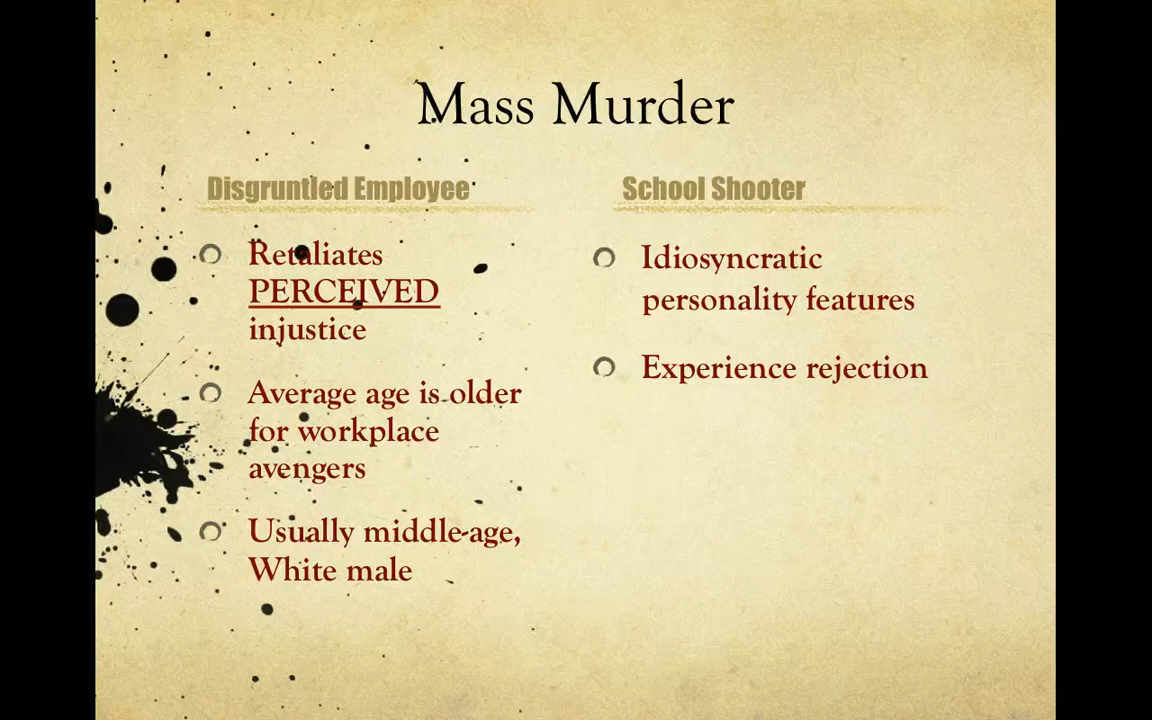 Mass Murder
Disgruntled Employee
Retaliates
PERCEIVED
injustice
Average age is older
for workplace
avengers
Usually middle-age,
White male
School Shooter
Idiosyncratic
personality features
Experience rejection